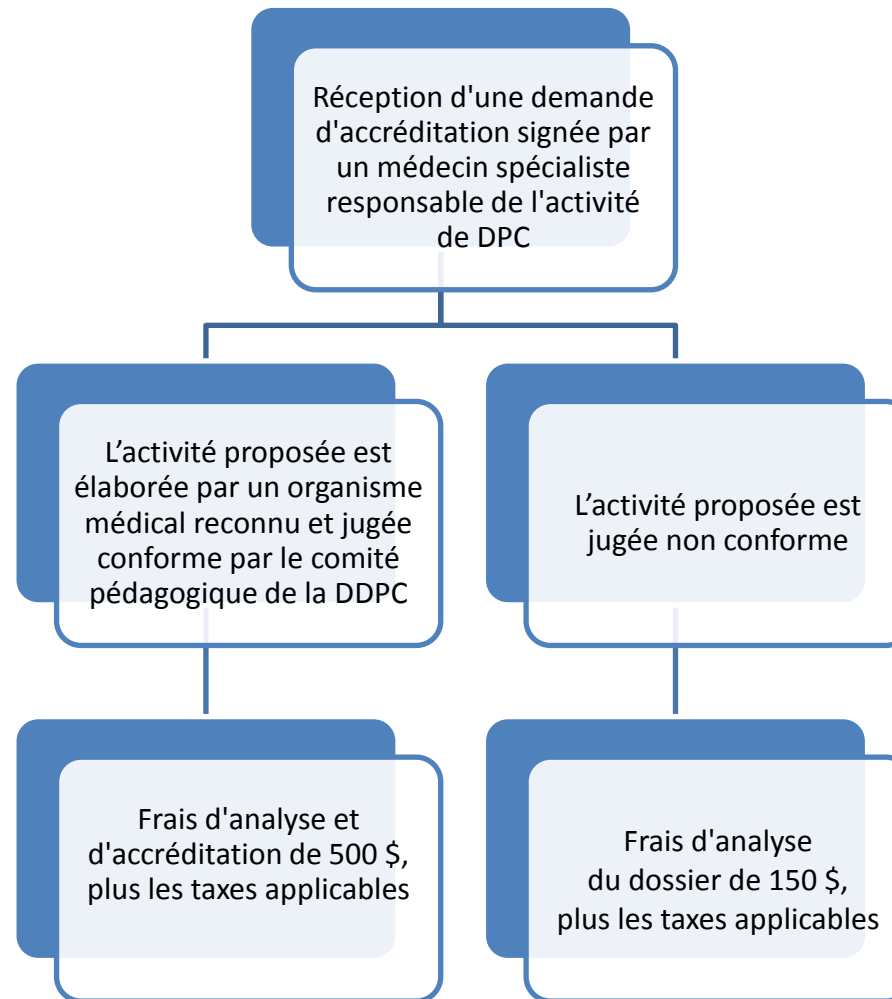 Réception d'une demande
d'accréditation signée par
un médecin spécialiste
responsable de l'activité
de DPC
L'activité proposée est
élaborée par un organisme
médical reconnu et jugée
conforme par le comité
pédagogique de la DDPC
L'activité proposée est
jugée non conforme
Frais d'analyse et
d'accréditation de 500 $,
plus les taxes applicables
Frais d'analyse
du dossier de 150 $,
plus les taxes applicables